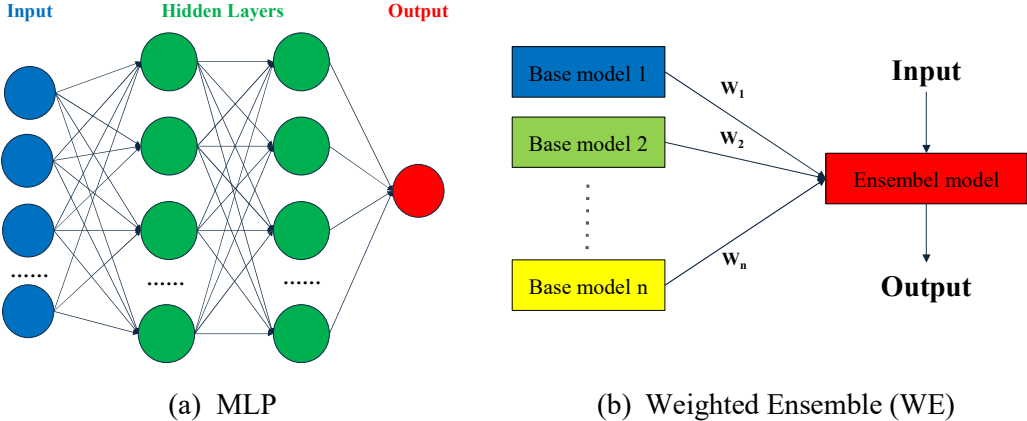 Input
Hidden Layers
Output
......
......
......
(a) MLP
Base model 1
Base model 2
Base model n
W1
W2
Wn
Input
Ensembel model
Output
(b) Weighted Ensemble (WE)